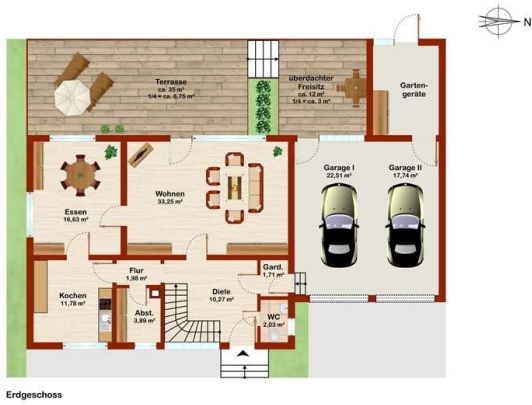 N
Terrasse
ca. 35 m²
1/4 = ca. 8,75 m²
überdachter
Freisitz
ca. 12 m²
1/4 = ca. 3 m²
Garten-
geräte
Garage I
22,51 m²
Garage II
17,74 m²
Wohnen
33,25 m²
Essen
16,63 m²
Flur
1,98 m²
Gard.
1,71 m²
Diele
10,27 m²
Kochen
11,78 m²
Abst.
3,89 m²
WC
2,03 m²
Erdgeschoss